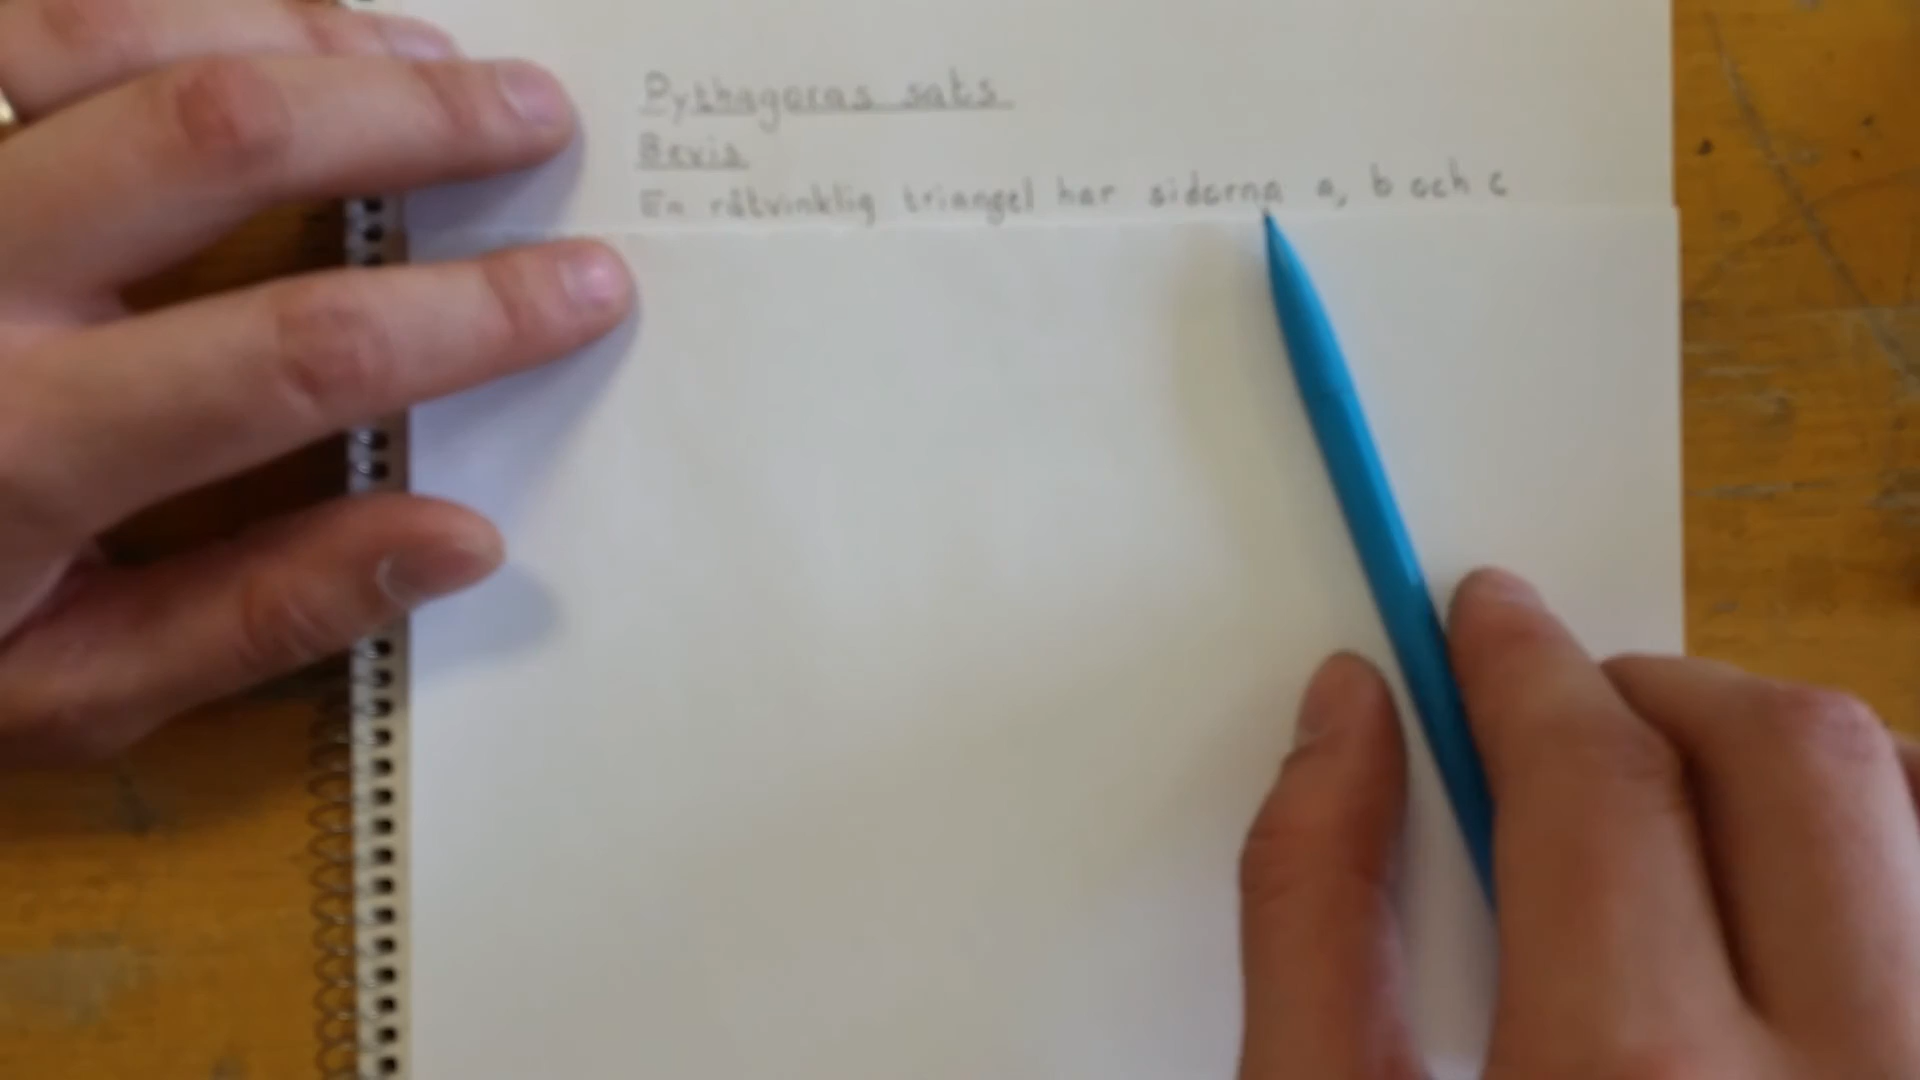 Pythagoras sats
Bevis
En rätvinklig triangel har sidorna a, b och c